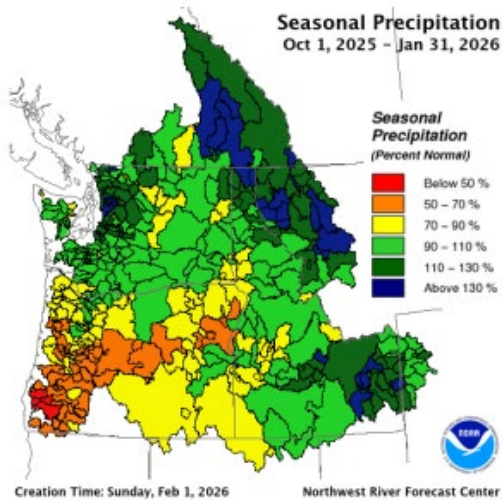 Seasonal Precipitation
Oct 1, 2025 – Jan 31, 2026
Seasonal
Precipitation
(Percent Normal)
Below 50 %
50 – 70 %
70 – 90 %
90 – 110 %
110 – 130 %
Above 130 %
NOAA
Creation Time: Sunday, Feb 1, 2026
Northwest River Forecast Center